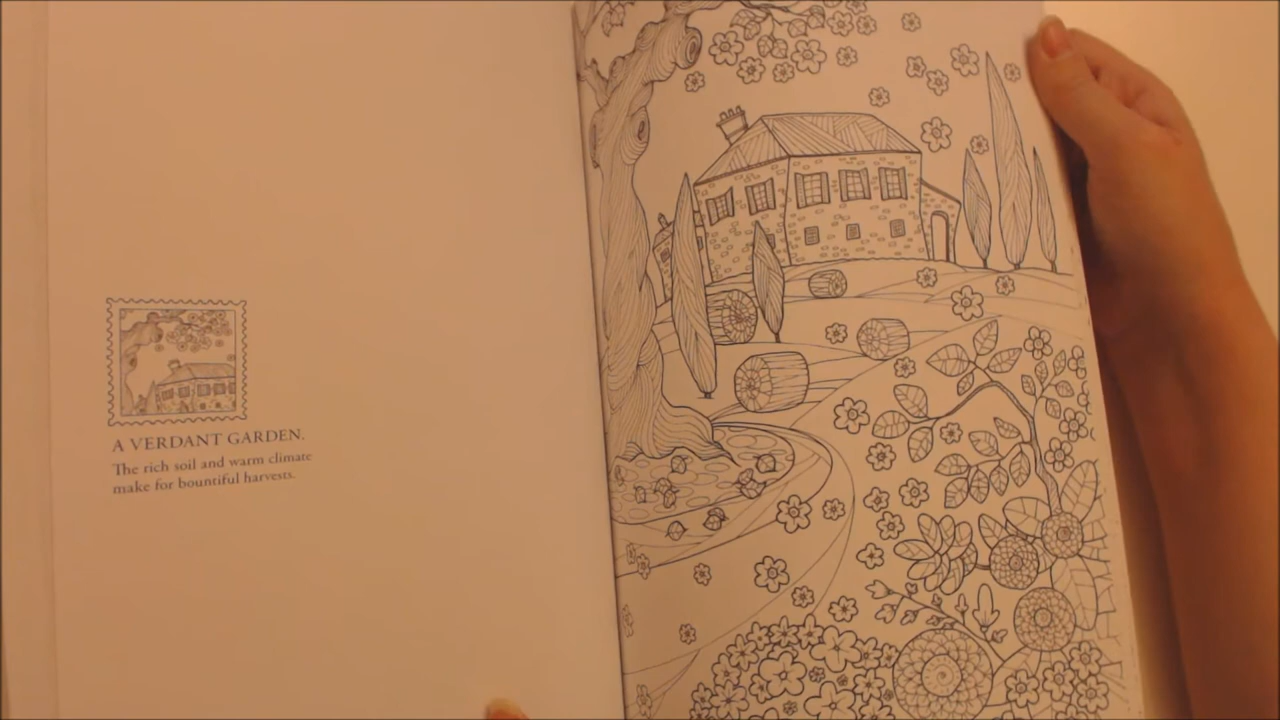 A VERDANT GARDEN.
The rich soil and warm climate
make for bountiful harvests.